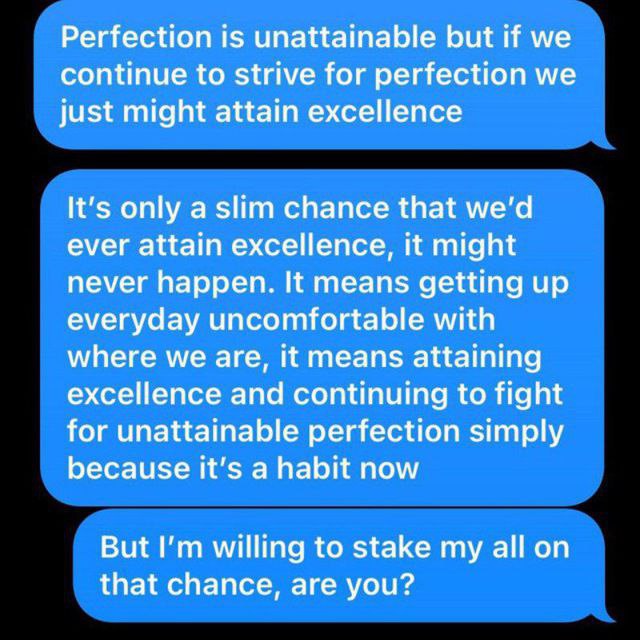 Perfection is unattainable but if we
continue to strive for perfection we
just might attain excellence
It's only a slim chance that we'd
ever attain excellence, it might
never happen. It means getting up
everyday uncomfortable with
where we are, it means attaining
excellence and continuing to fight
for unattainable perfection simply
because it's a habit now
But I'm willing to stake my all on
that chance, are you?